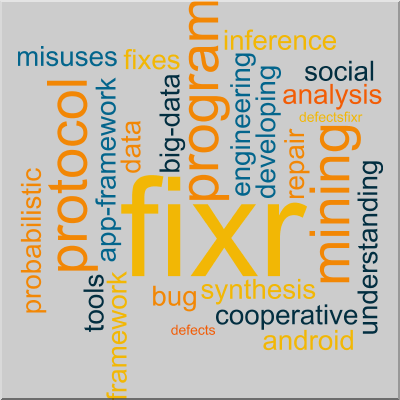 misuses
fixes
program
inference
social
analysis
defectsfixr
protocol
app-framework
data
big-data
engineering
developing
repair
mining
understanding
probabilistic
fixr
tools
framework
bug
synthesis
cooperative
defects
android